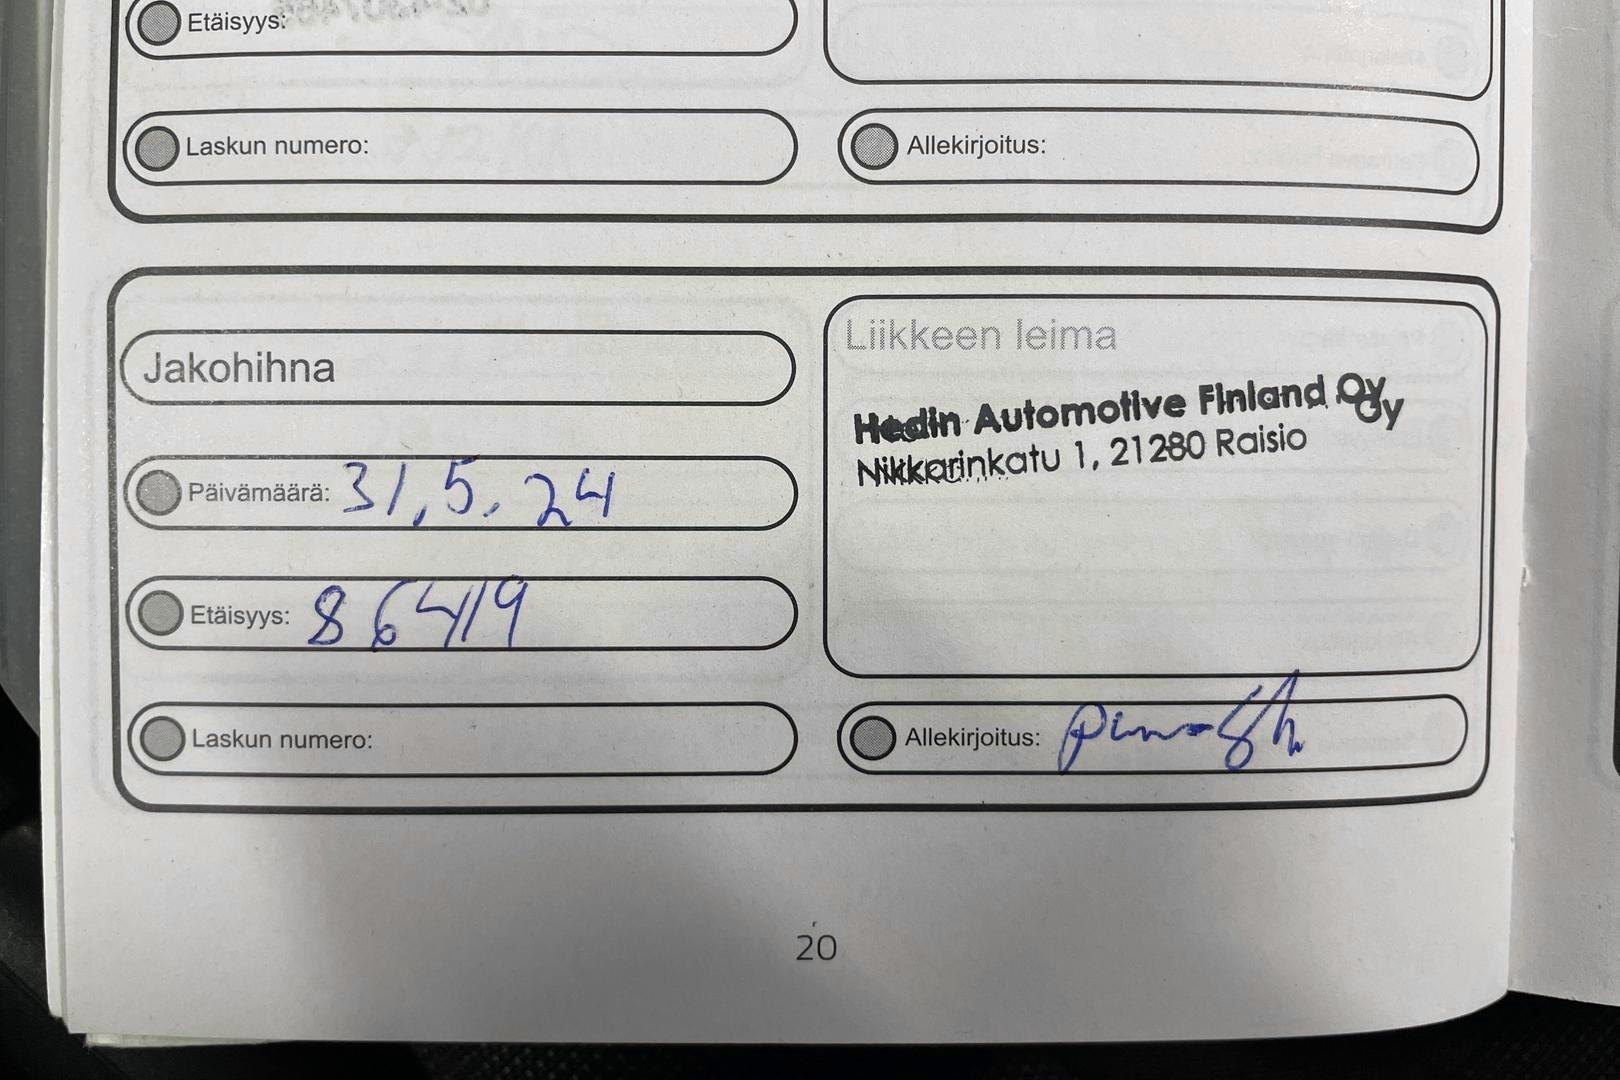 Etäisyys:
Laskun numero:
Allekirjoitus:
Jakohihna
Päivämäärä: 31.5.24
Etäisyys: 86419
Laskun numero:
Liikkeen leima
Hedin Automotive Finland Oy
Nikkarinkatu 1, 21280 Raisio
Allekirjoitus:
20